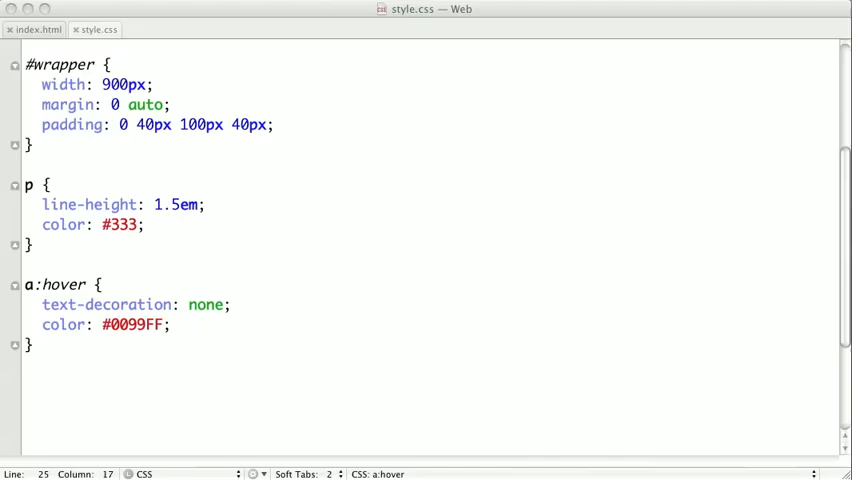 style.css — Web
index.html style.css
#wrapper {
width: 900px;
margin: 0 auto;
padding: 0 40px 100px 40px;
}
p {
line-height: 1.5em;
color: #333;
}
a:hover {
text-decoration: none;
color: #0099FF;
}
Line: 25 Column: 17 CSS Soft Tabs: 2 CSS: a:hover